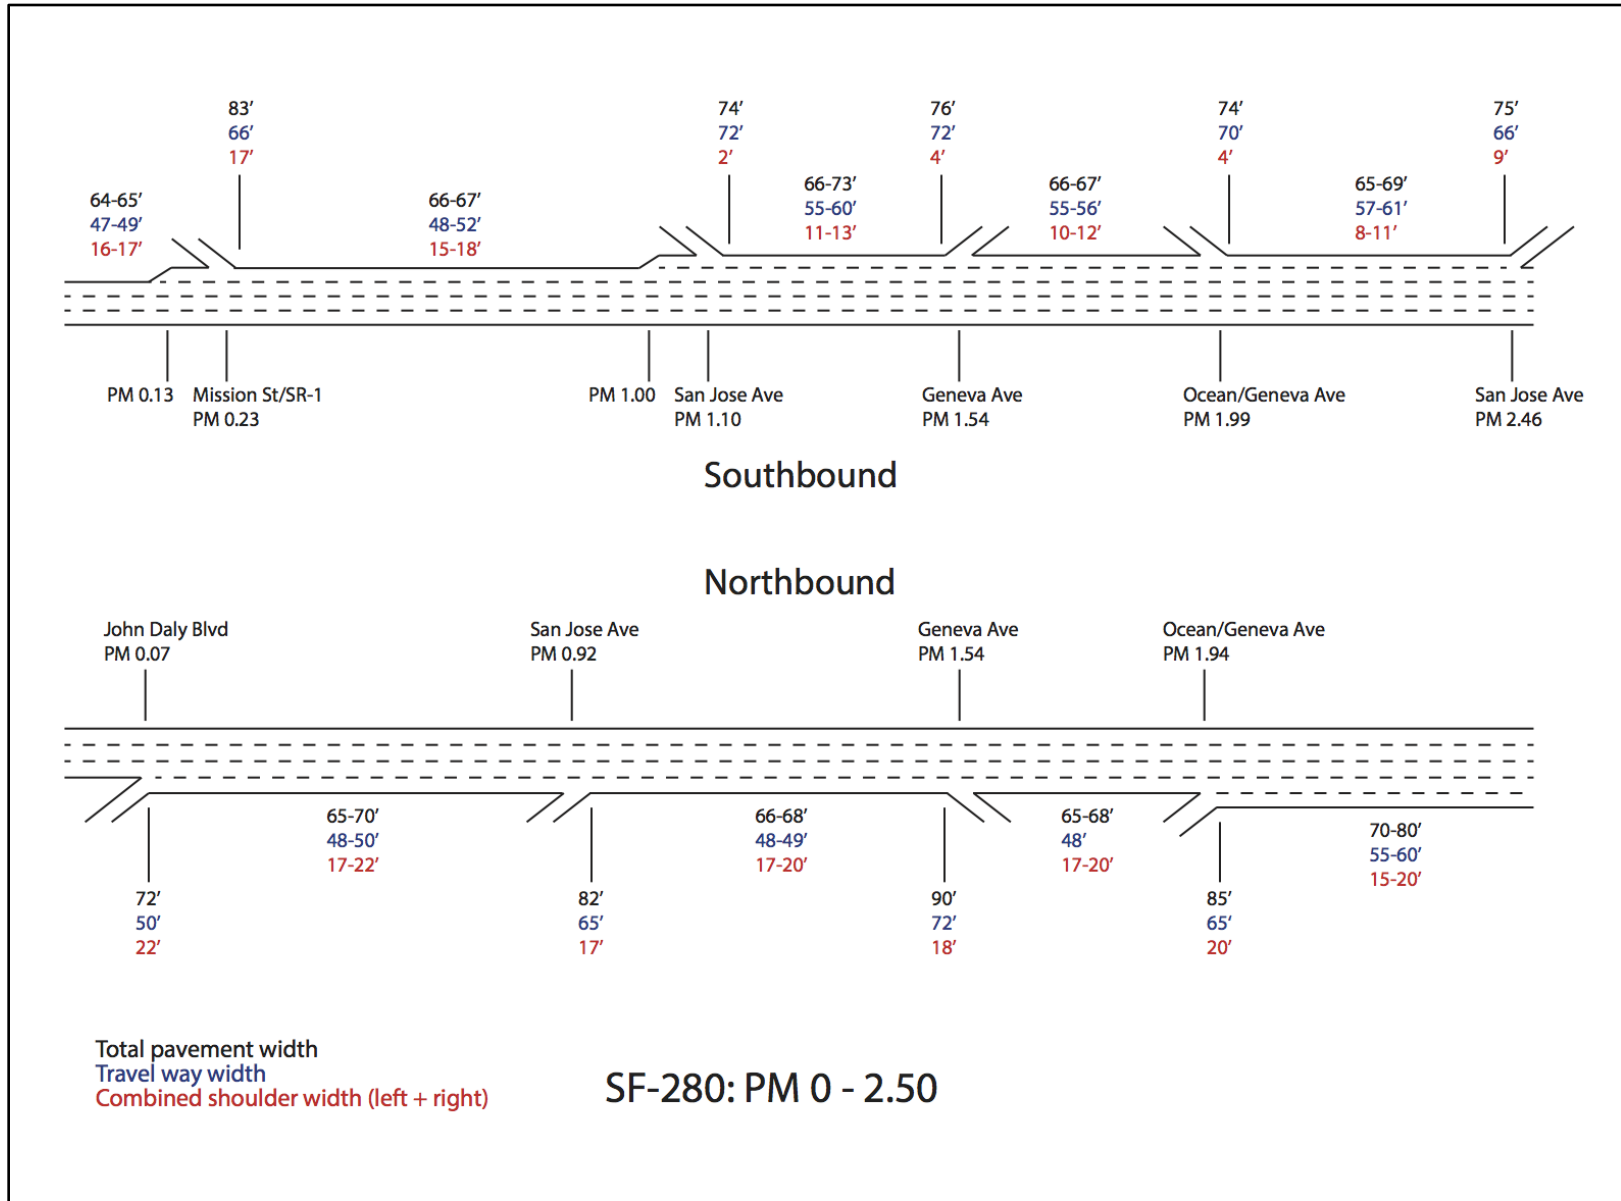 83’
66’
17’
74’
72’
2’
76’
72’
4’
74’
70’
4’
75’
66’
9’
64-65’
47-49’
16-17’
66-67’
48-52’
15-18’
66-73’
55-60’
11-13’
66-67’
55-56’
10-12’
65-69’
57-61’
8-11’
PM 0.13
Mission St/SR-1
PM 0.23
PM 1.00
San Jose Ave
PM 1.10
Geneva Ave
PM 1.54
Ocean/Geneva Ave
PM 1.99
San Jose Ave
PM 2.46
Southbound
Northbound
John Daly Blvd
PM 0.07
San Jose Ave
PM 0.92
Geneva Ave
PM 1.54
Ocean/Geneva Ave
PM 1.94
65-70’
48-50’
17-22’
66-68’
48-49’
17-20’
65-68’
48’
17-20’
70-80’
55-60’
15-20’
72’
50’
22’
82’
65’
17’
90’
72’
18’
85’
65’
20’
Total pavement width
Travel way width
Combined shoulder width (left + right)
SF-280: PM 0 - 2.50